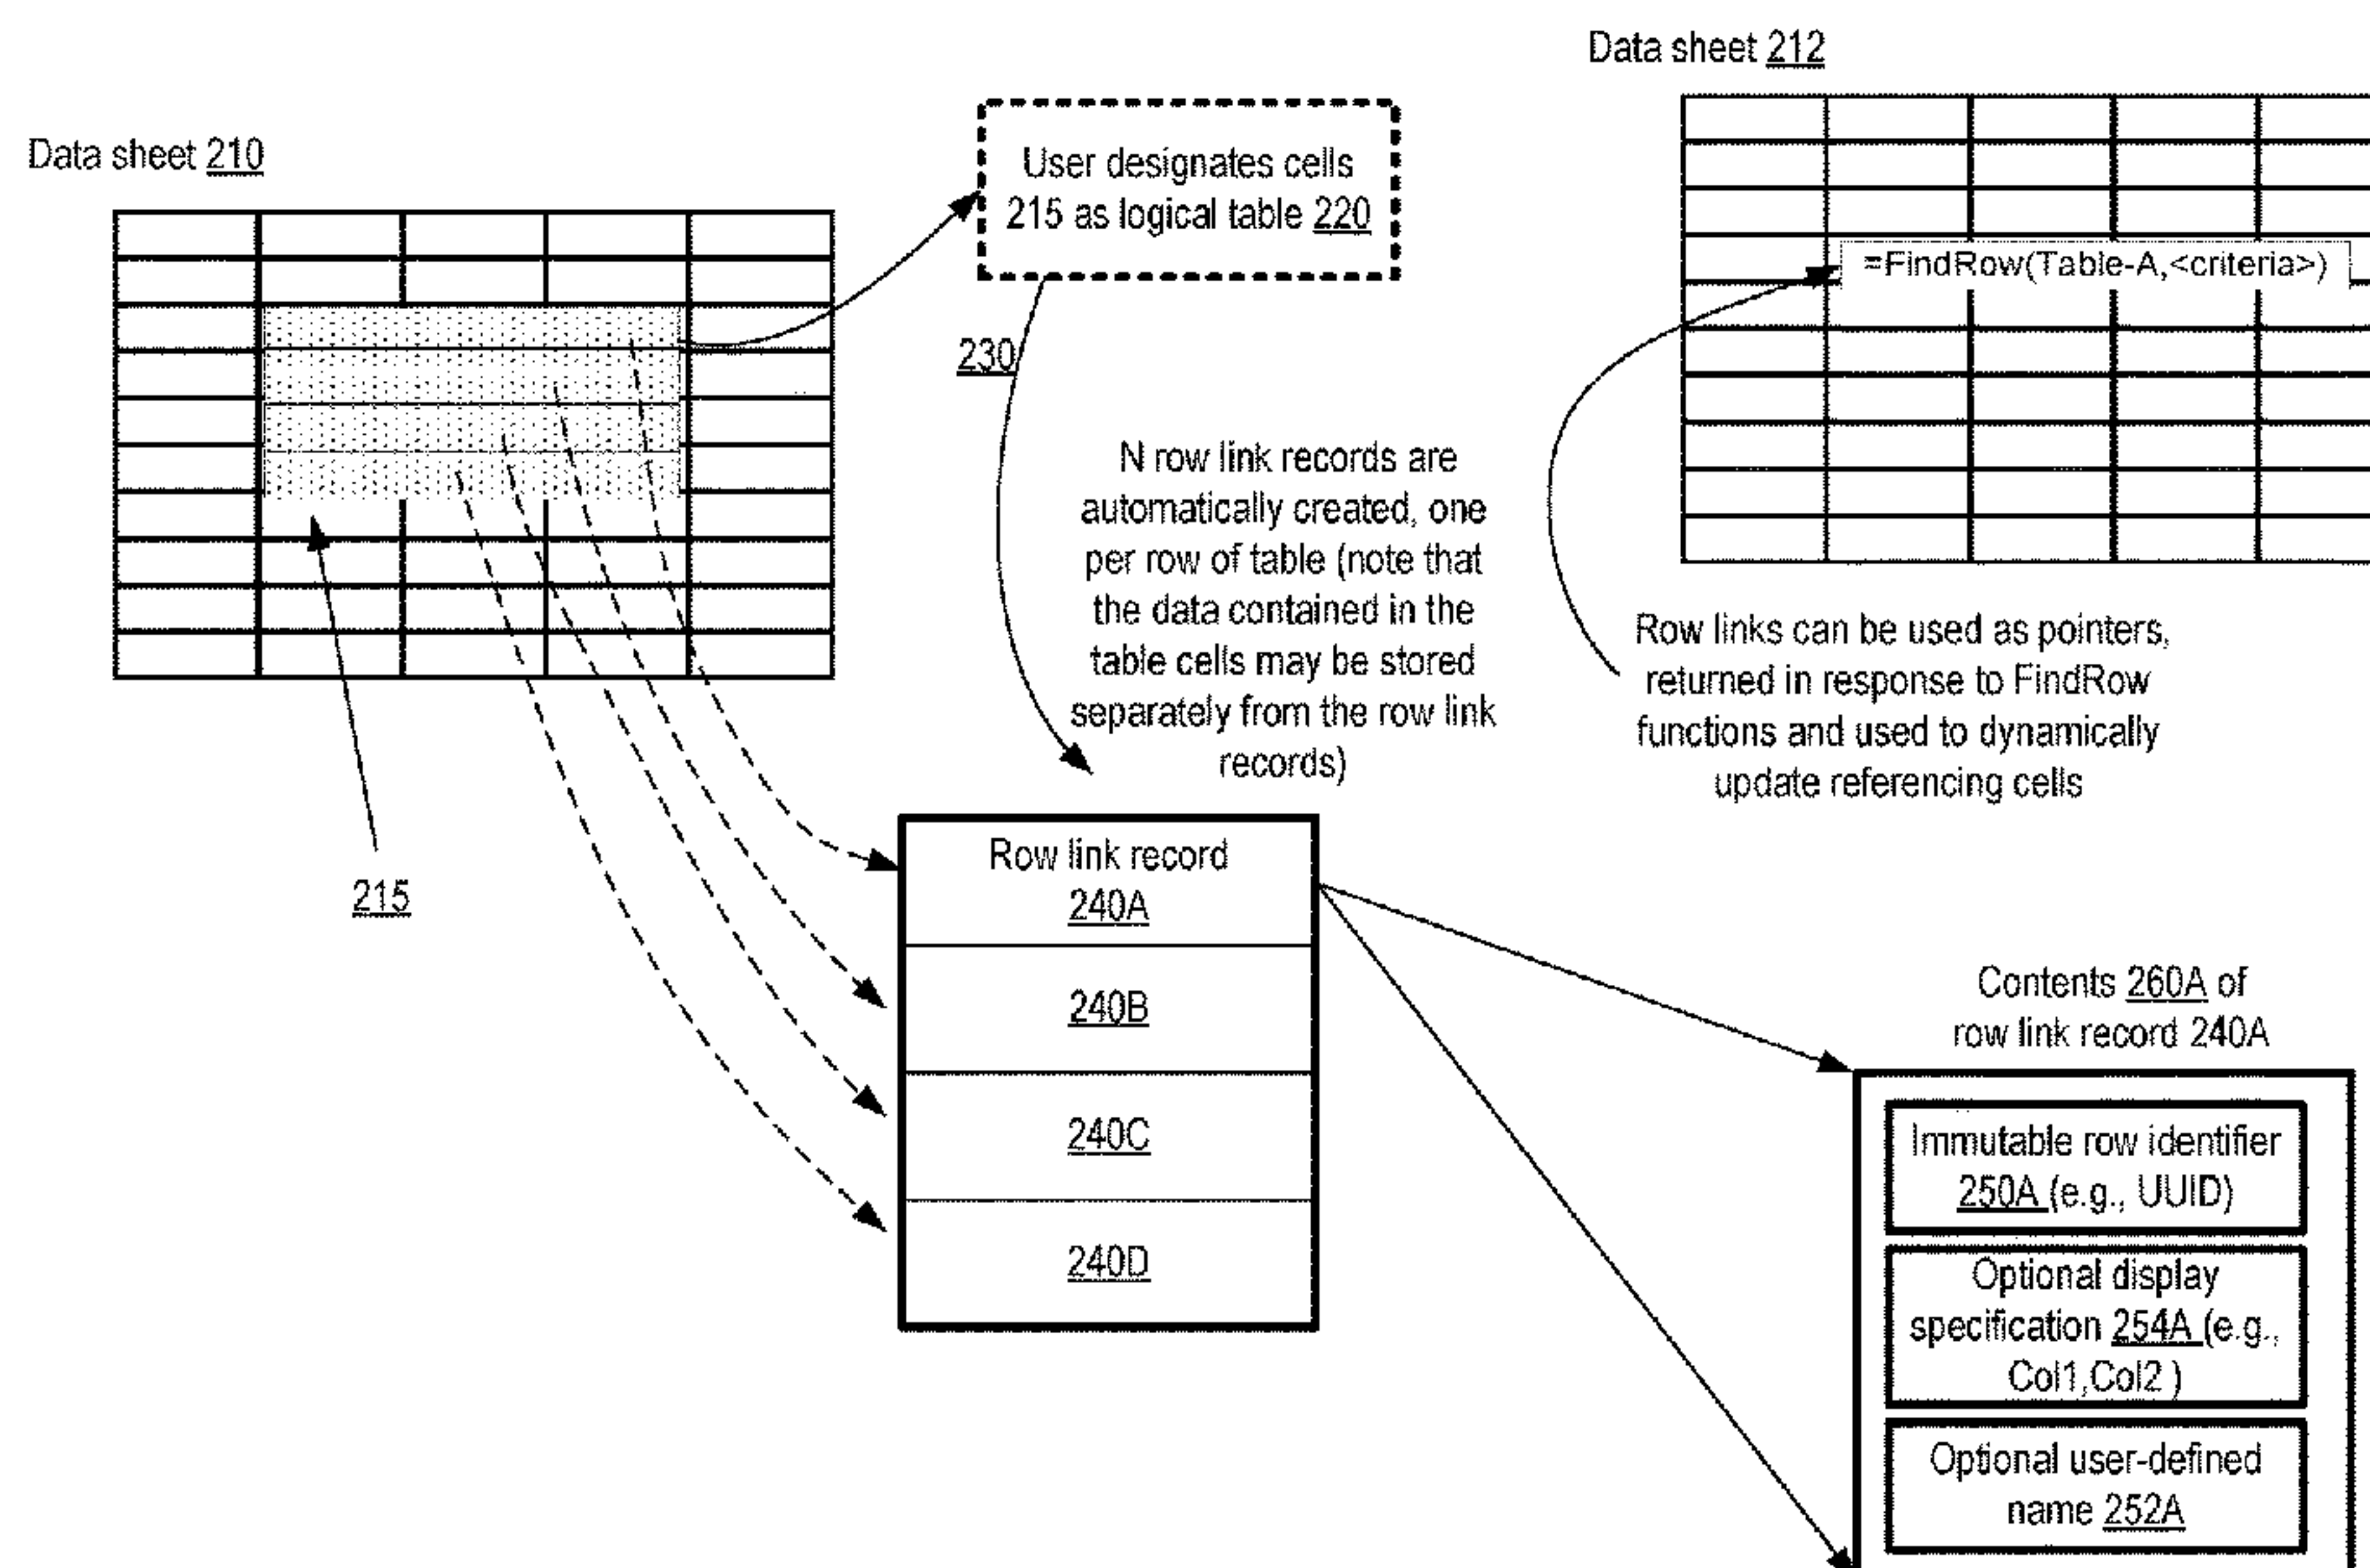 Data sheet 212
Data sheet 210
User designates cells
215 as logical table 220
=FindRow(Table-A,<criteria>)
230
N row link records are
automatically created, one
per row of table (note that
the data contained in the
table cells may be stored
separately from the row link
records)
Row links can be used as pointers,
returned in response to FindRow
functions and used to dynamically
update referencing cells
215
Row link record
240A
240B
240C
240D
Contents 260A of
row link record 240A
Immutable row identifier
250A (e.g., UUID)
Optional display
specification 254A (e.g.,
Col1,Col2 )
Optional user-defined
name 252A